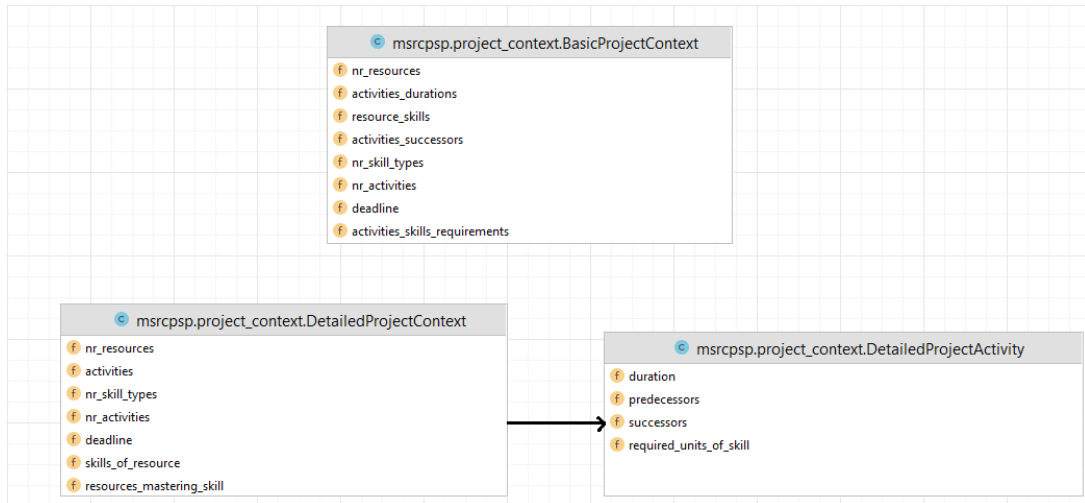 msrcpsp.project_context.BasicProjectContext
nr_resources
activities_durations
resource_skills
activities_successors
nr_skill_types
nr_activities
deadline
activities_skills_requirements
msrcpsp.project_context.DetailedProjectContext
nr_resources
activities
nr_skill_types
nr_activities
deadline
skills_of_resource
resources_mastering_skill
msrcpsp.project_context.DetailedProjectActivity
duration
predecessors
successors
required_units_of_skill